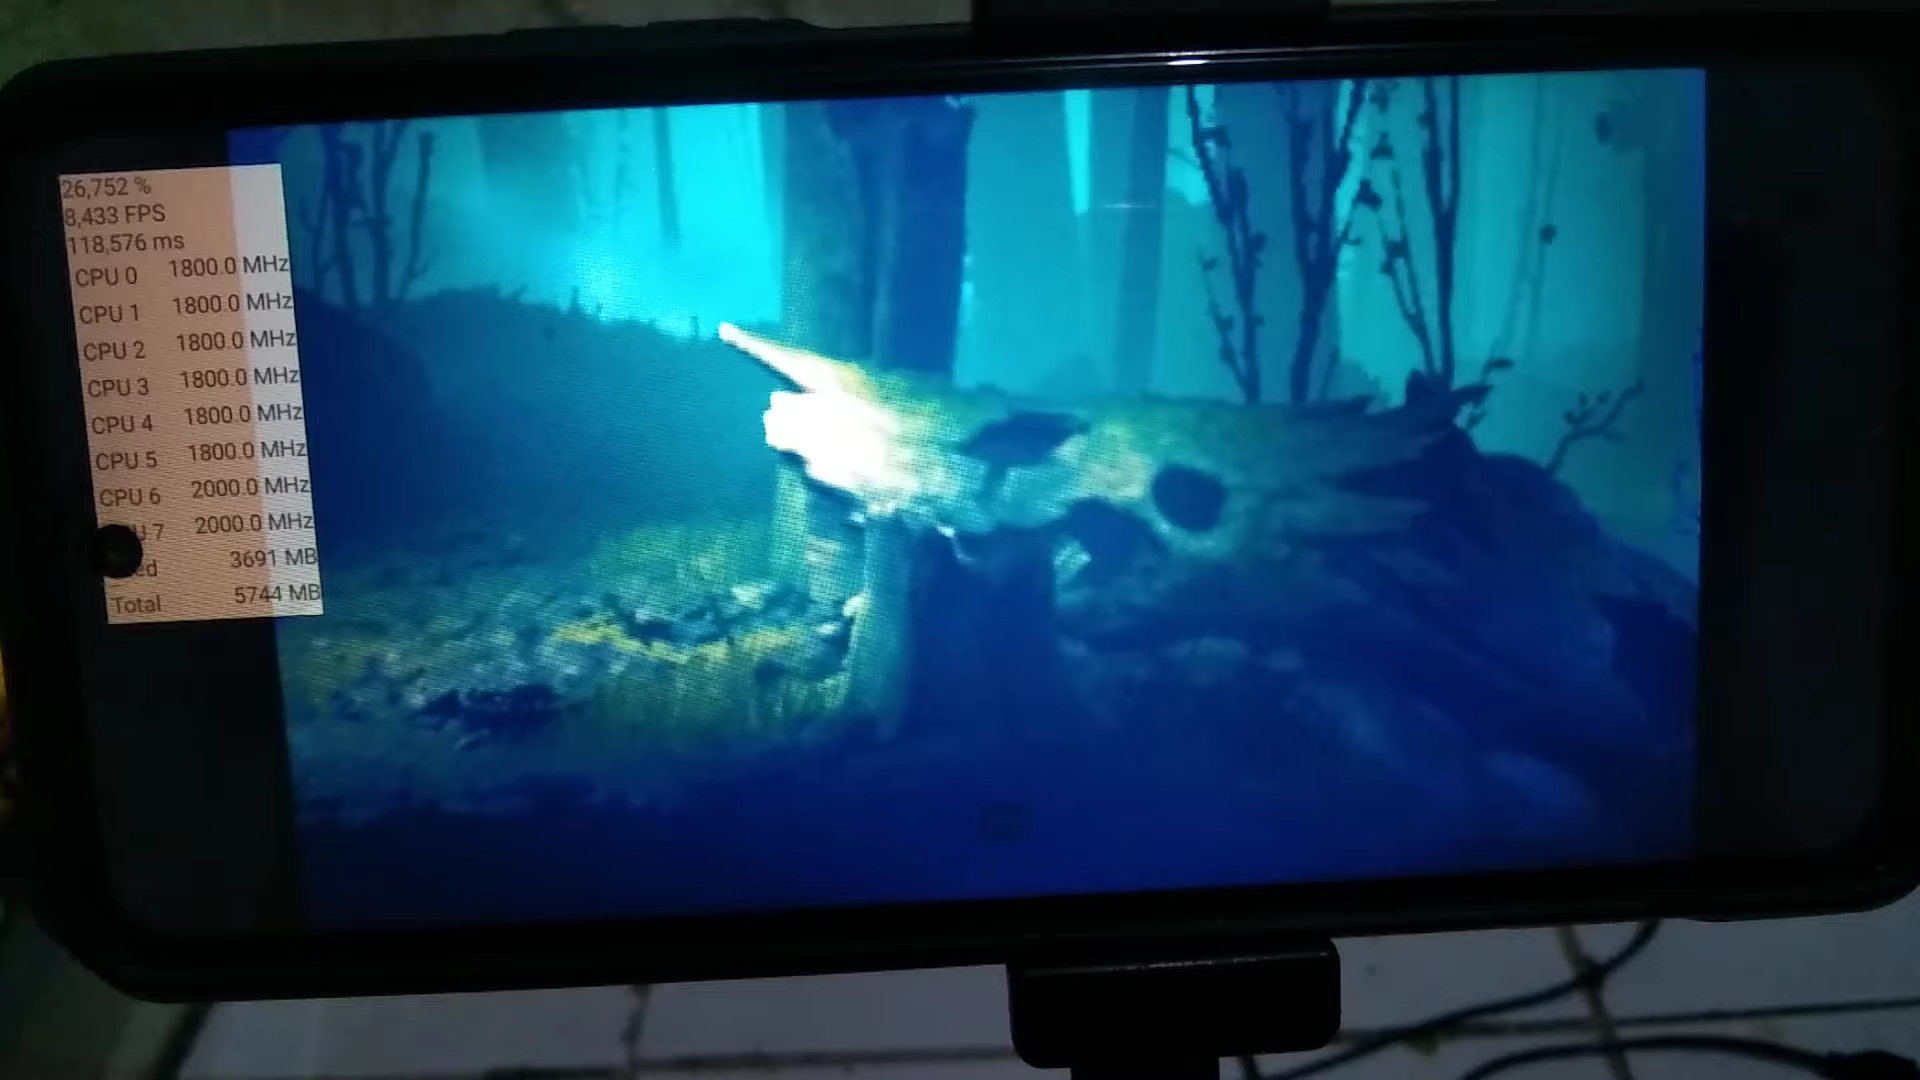 26,752 %
8,433 FPS
118,576 ms
CPU 0 1800.0 MHz
CPU 1 1800.0 MHz
CPU 2 1800.0 MHz
CPU 3 1800.0 MHz
CPU 4 1800.0 MHz
CPU 5 1800.0 MHz
CPU 6 2000.0 MHz
U 7 2000.0 MHz
ed 3691 MB
Total 5744 MB